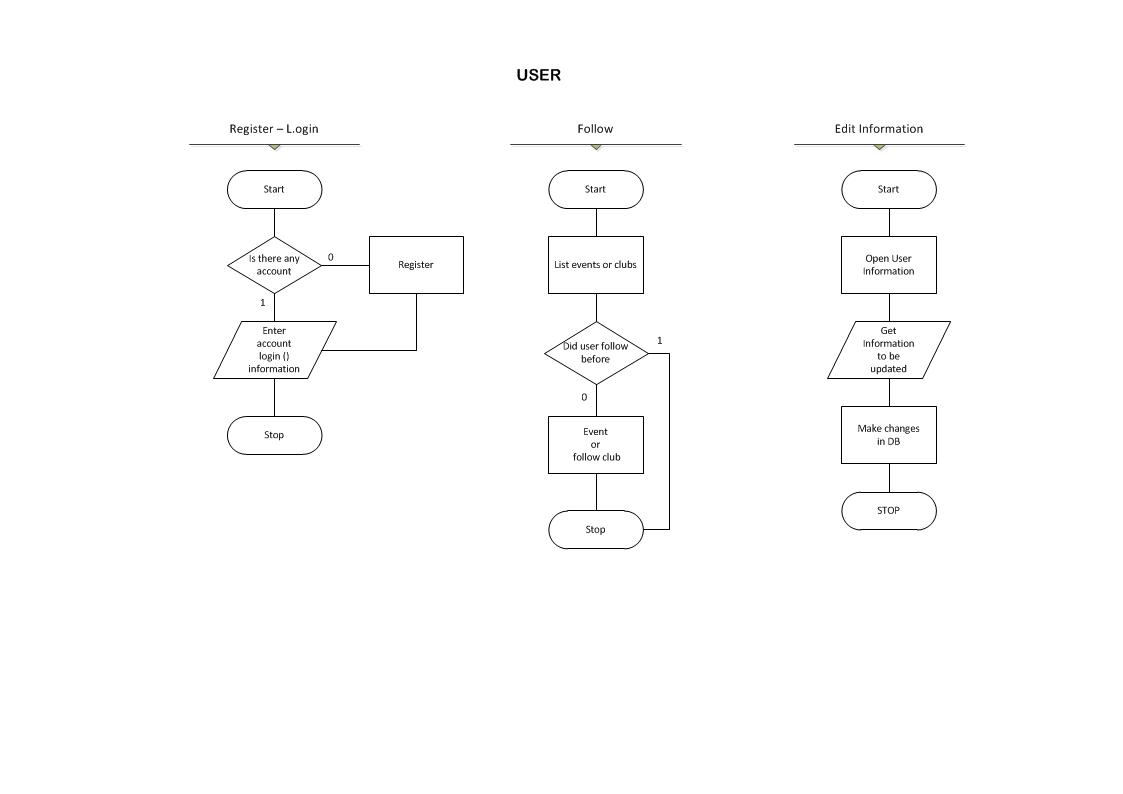 USER
Register – L.ogin
Start
Is there any
account
0
Register
1
Enter
account
login ()
information
Stop
Follow
Start
List events or clubs
Did user follow
before
1
0
Event
or
follow club
Stop
Edit Information
Start
Open User
Information
Get
Information
to be
updated
Make changes
in DB
STOP